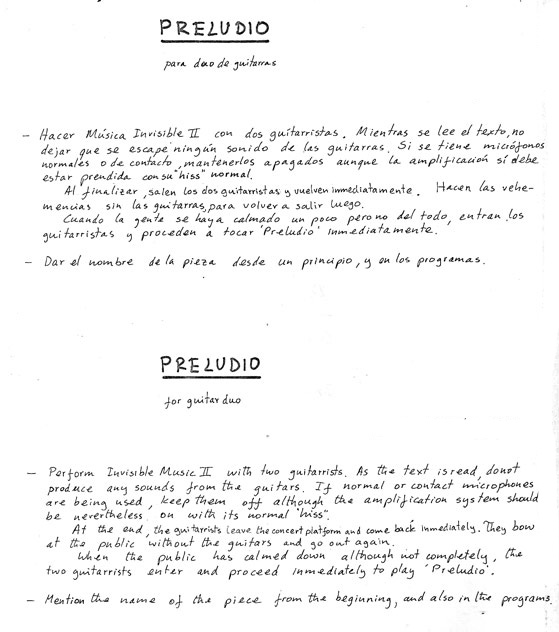 PRELUDIO
para duo de guitarras
– Hacer Música Invisible II con dos guitarristas. Mientras se lee el texto, no
dejar que se escape ningún sonido de las guitarras. Si se tiene micrófonos
normales o de contacto, mantenerlos apagados aunque la amplificación sí debe
estar prendida con su "hiss" normal.
Al finalizar, salen los dos guitarristas y vuelven inmediatamente. Hacen las vehe-
mencias sin las guitarras, para volver a salir luego.
Cuando la gente se haya calmado un poco pero no del todo, entran los
guitarristas y proceden a tocar 'Preludio' inmediatamente.
– Dar el nombre de la pieza desde un principio, y en los programas.
PRELUDIO
for guitar duo
– Perform Invisible Music II with two guitarrists. As the text is read, do not
produce any sounds from the guitars. If normal or contact microphones
are being used, keep them off although the amplification system should
be nevertheless on with its normal "hiss".
At the end, the guitarrists leave the concert platform and come back inmediately. They bow
at the public without the guitars and go out again.
When the public has calmed down although not completely, the
two guitarrists enter and proceed inmediately to play 'Preludio'.
– Mention the name of the piece from the beginning, and also in the programs.